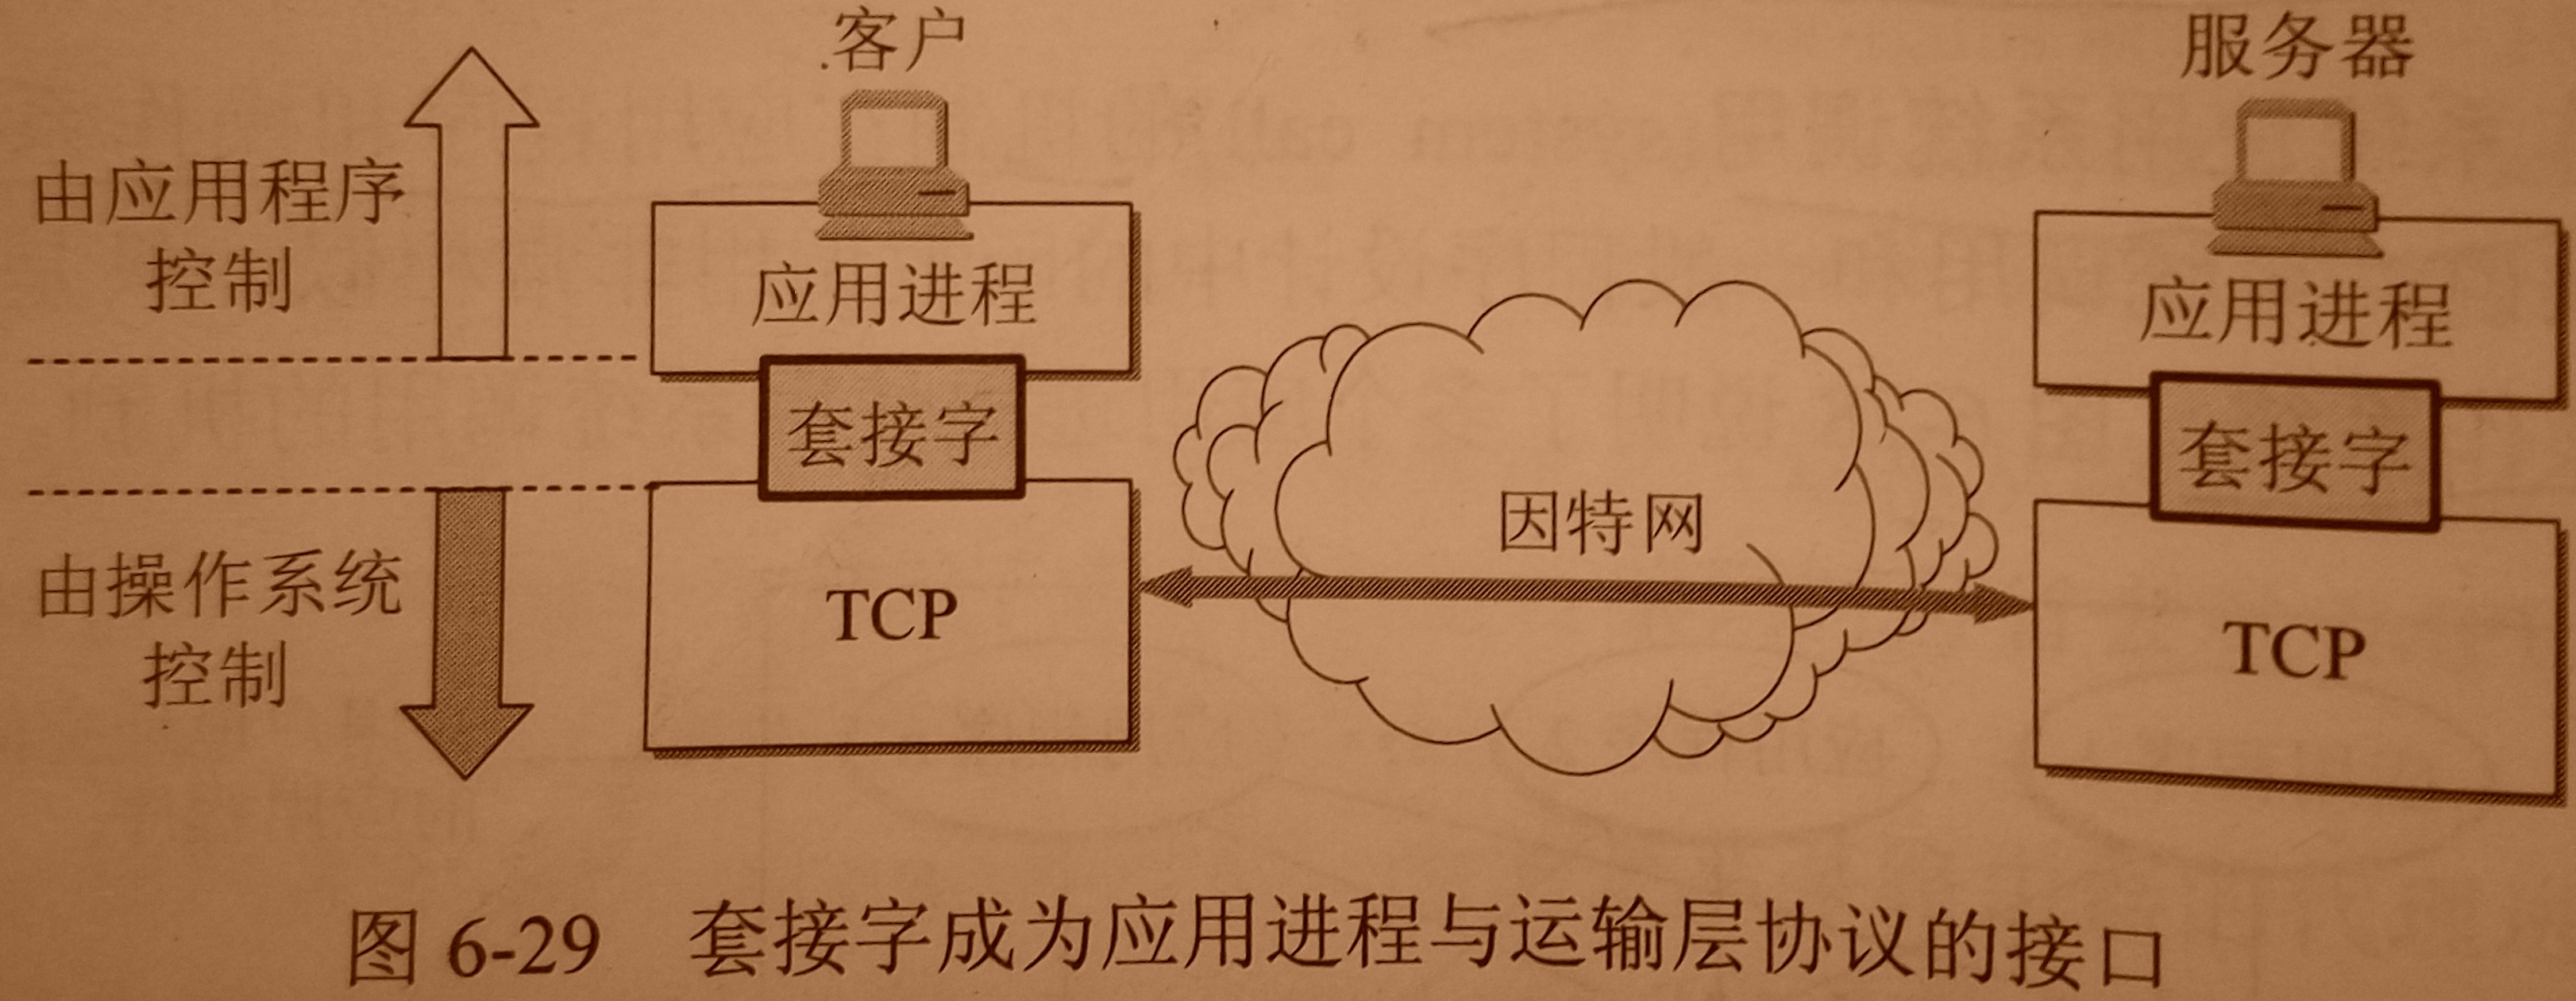 客户
服务器
由应用程序
控制
应用进程
应用进程
套接字
套接字
因特网
由操作系统
控制
TCP
TCP
图 6-29 套接字成为应用进程与运输层协议的接口